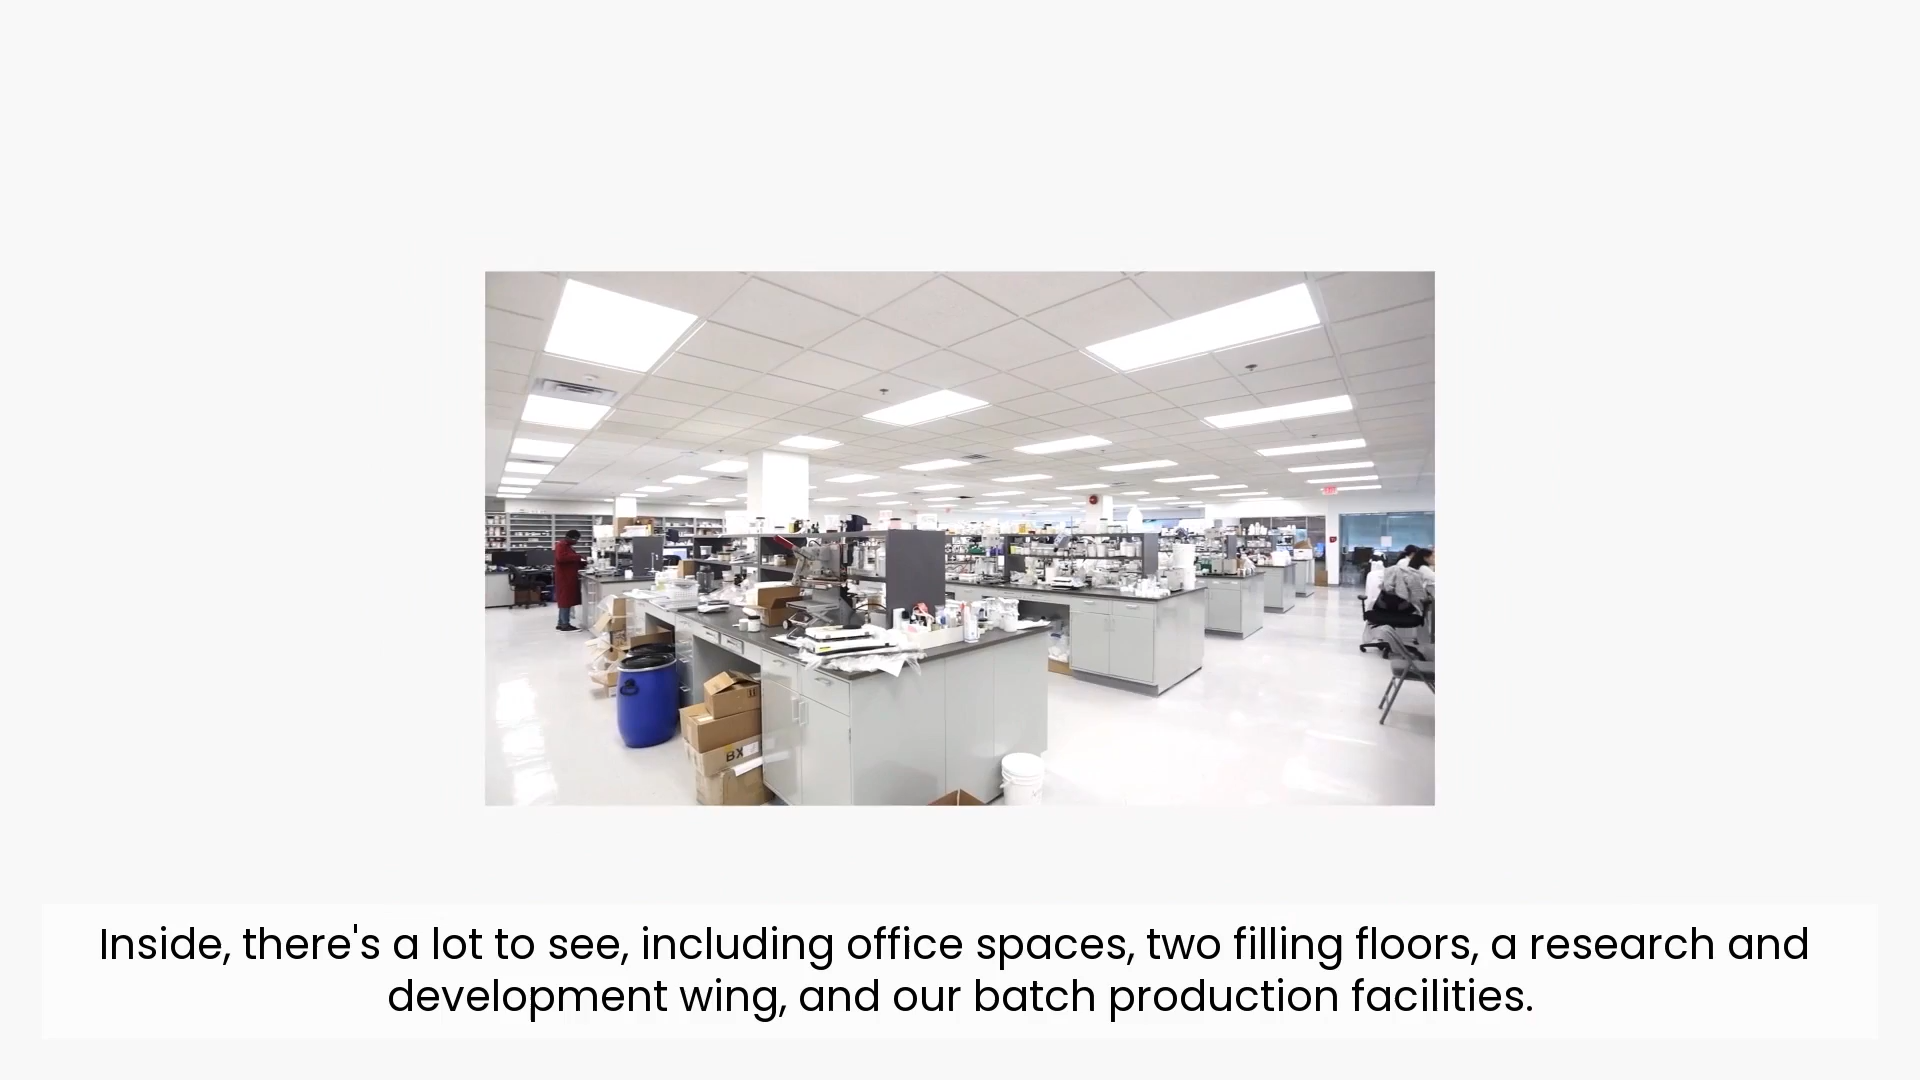 BX
Inside, there's a lot to see, including office spaces, two filling floors, a research and
development wing, and our batch production facilities.